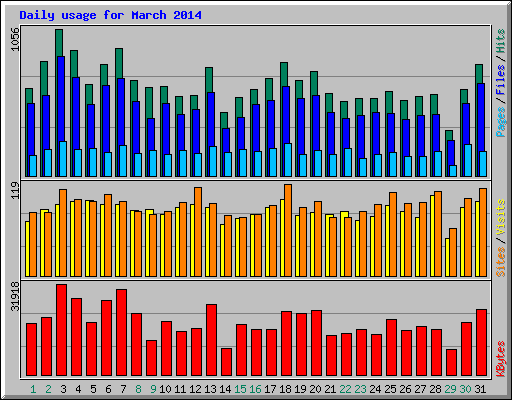 Daily usage for March 2014
1056
Pages / Files / Hits
119
Sites / Visits
31918
KBytes
1 2 3 4 5 6 7 8 9 10 11 12 13 14 15 16 17 18 19 20 21 22 23 24 25 26 27 28 29 30 31